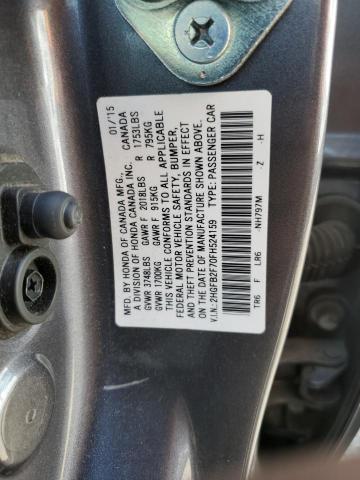 MFD. BY HONDA OF CANADA MFG., 01/'15
A DIVISION OF HONDA CANADA INC. CANADA
GVWR 3748LBS GAWR F 2018LBS R 1753LBS
GVWR 1700KG GAWR F 915KG R 795KG
THIS VEHICLE CONFORMS TO ALL APPLICABLE
FEDERAL MOTOR VEHICLE SAFETY, BUMPER,
AND THEFT PREVENTION STANDARDS IN EFFECT
ON THE DATE OF MANUFACTURE SHOWN ABOVE.
V.I.N.: 2HGFB2F70FH524159 TYPE: PASSENGER CAR
TR6 F LR6 NH797M -Z -H